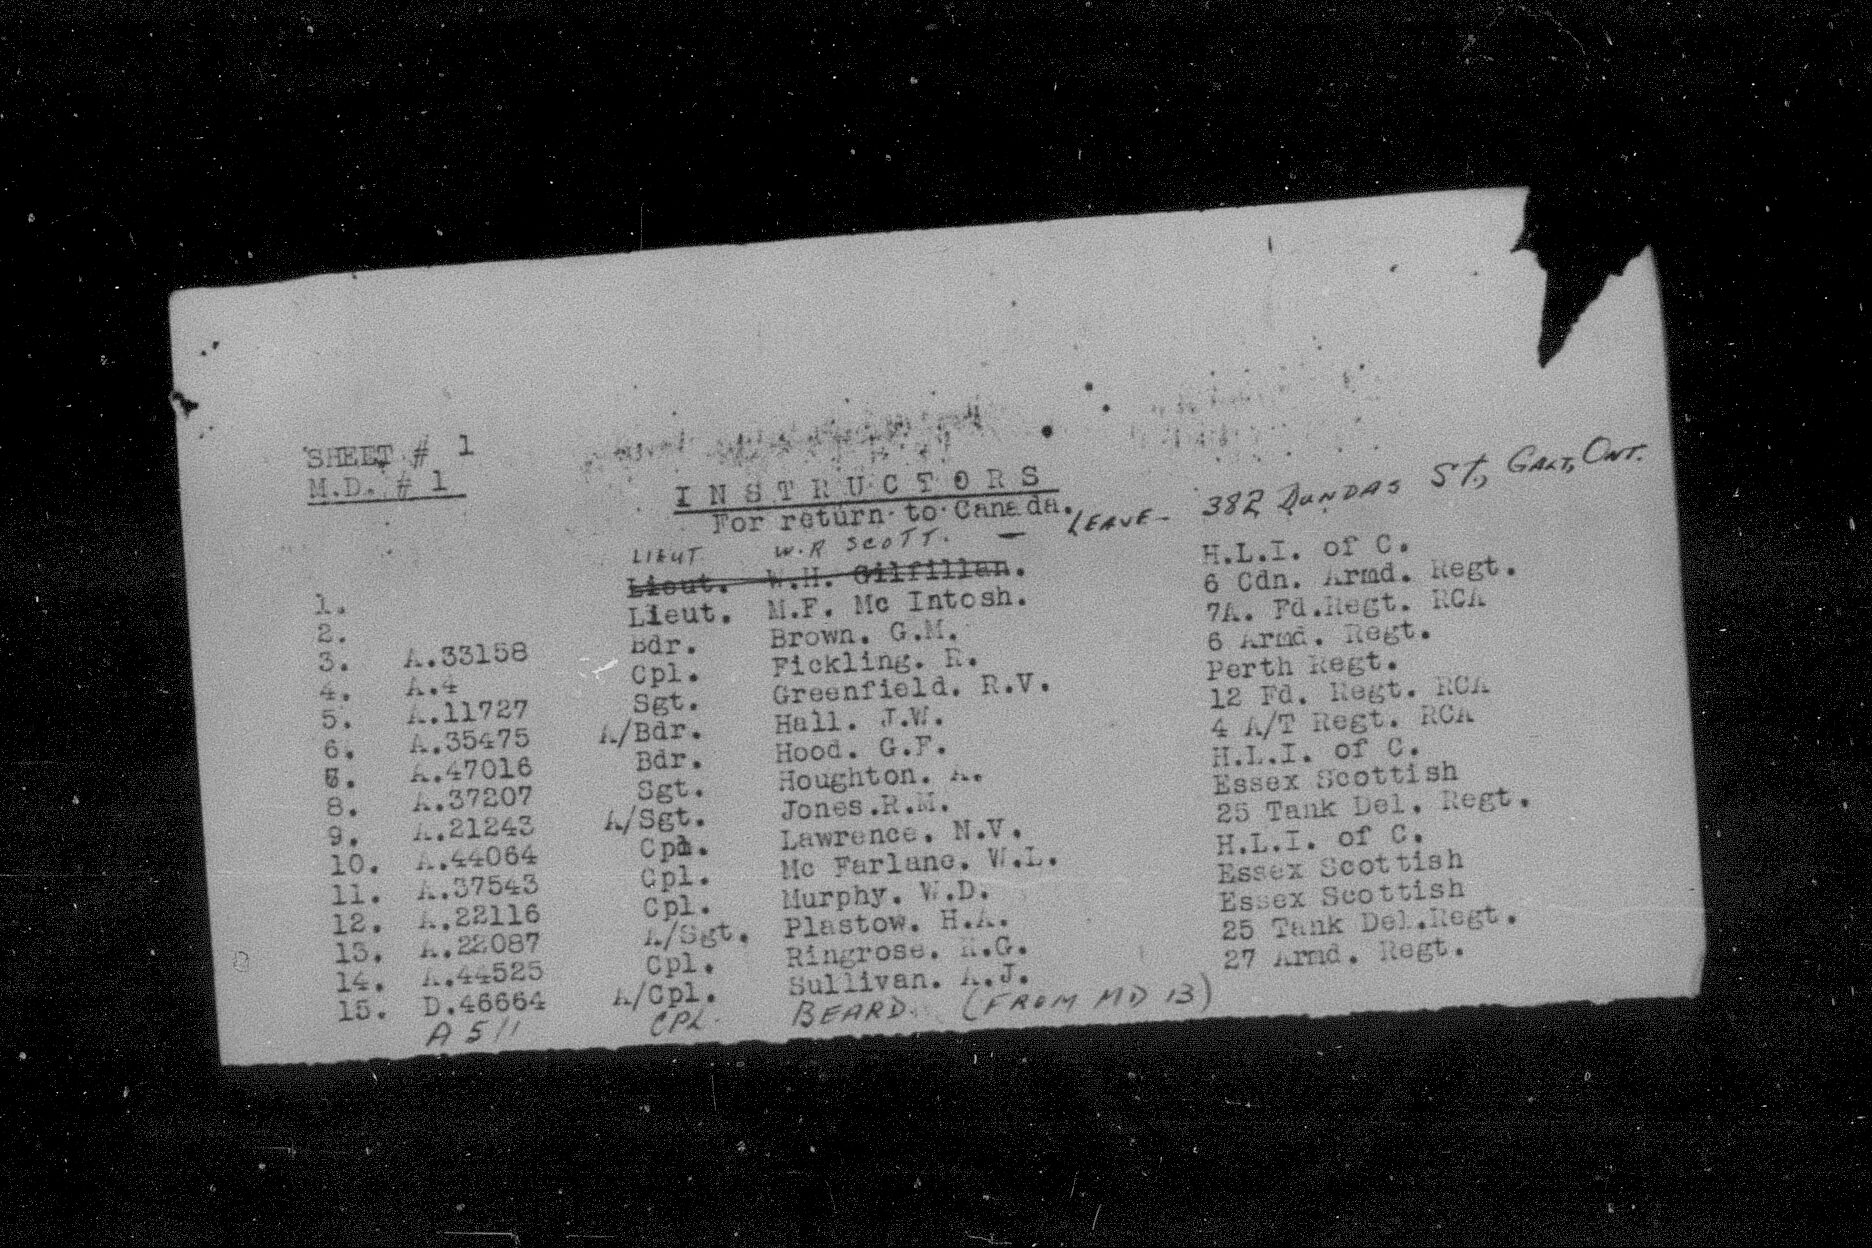 SHEET # 1
M.D. # 1
I N S T R U C T O R S
For return to Canada.
LIEUT W.R SCOTT. — LEAVE - 382 DUNDAS ST, GALT, ONT.
1. Lieut. W.H. Gilfillan. H.L.I. of C.
2. Lieut. M.F. Mc Intosh. 6 Cdn. Armd. Regt.
3. A.33158 Bdr. Brown. G.M. 7A. Fd.Regt. RCA
4. A.4 Cpl. Fickling. R. 6 Armd. Regt.
5. A.11727 Sgt. Greenfield. R.V. Perth Regt.
6. A.35475 A/Bdr. Hall. J.W. 12 Fd. Regt. RCA
7. A.47016 Bdr. Hood. G.F. 4 A/T Regt. RCA
8. A.37207 Sgt. Houghton. A. H.L.I. of C.
9. A.21243 A/Sgt. Jones.R.M. Essex Scottish
10. A.44064 Cpl. Lawrence. N.V. 25 Tank Del. Regt.
11. A.37543 Cpl. Mc Farlane. W.L. H.L.I. of C.
12. A.22116 Cpl. Murphy. W.D. Essex Scottish
13. A.22087 A/Sgt. Plastow. H.A. Essex Scottish
14. A.44525 Cpl. Ringrose. K.G. 25 Tank Del.Regt.
15. D.46664 A/Cpl. Sullivan. A.J. 27 Armd. Regt.
A 511 CPL. BEARD. (FROM MD 13)